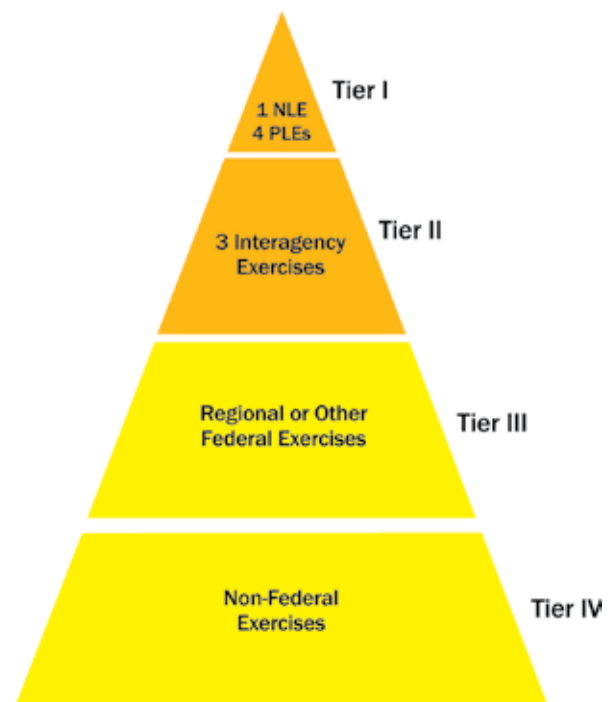 Tier I
1 NLE
4 PLEs
Tier II
3 Interagency
Exercises
Regional or Other
Federal Exercises
Tier III
Non-Federal
Exercises
Tier IV